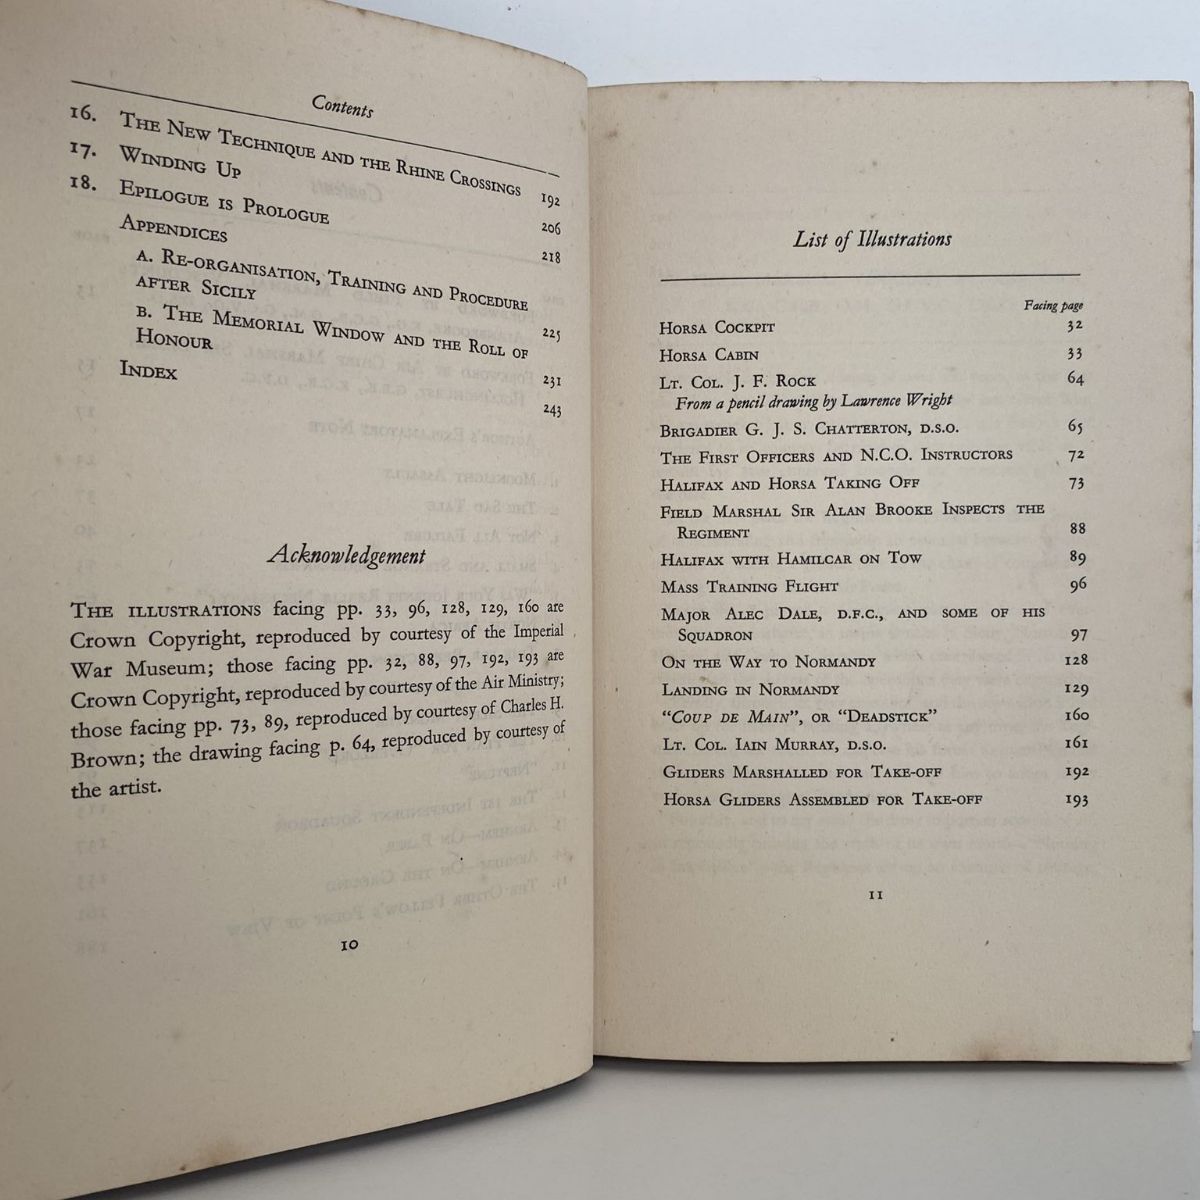 Contents
16. THE NEW TECHNIQUE AND THE RHINE CROSSINGS 192
17. WINDING UP 206
18. EPILOGUE IS PROLOGUE 218
APPENDICES
A. RE-ORGANISATION, TRAINING AND PROCEDURE
AFTER SICILY 225
B. THE MEMORIAL WINDOW AND THE ROLL OF
HONOUR 231
INDEX 243
Acknowledgement
THE ILLUSTRATIONS facing pp. 33, 96, 128, 129, 160 are
Crown Copyright, reproduced by courtesy of the Imperial
War Museum; those facing pp. 32, 88, 97, 192, 193 are
Crown Copyright, reproduced by courtesy of the Air Ministry;
those facing pp. 73, 89, reproduced by courtesy of Charles H.
Brown; the drawing facing p. 64, reproduced by courtesy of
the artist.
10
List of Illustrations
Facing page
HORSA COCKPIT 32
HORSA CABIN 33
LT. COL. J. F. ROCK 64
From a pencil drawing by Lawrence Wright
BRIGADIER G. J. S. CHATTERTON, D.S.O. 65
THE FIRST OFFICERS AND N.C.O. INSTRUCTORS 72
HALIFAX AND HORSA TAKING OFF 73
FIELD MARSHAL SIR ALAN BROOKE INSPECTS THE
REGIMENT 88
HALIFAX WITH HAMILCAR ON TOW 89
MASS TRAINING FLIGHT 96
MAJOR ALEC DALE, D.F.C., AND SOME OF HIS
SQUADRON 97
ON THE WAY TO NORMANDY 128
LANDING IN NORMANDY 129
"COUP DE MAIN", OR "DEADSTICK" 160
LT. COL. IAIN MURRAY, D.S.O. 161
GLIDERS MARSHALLED FOR TAKE-OFF 192
HORSA GLIDERS ASSEMBLED FOR TAKE-OFF 193
11